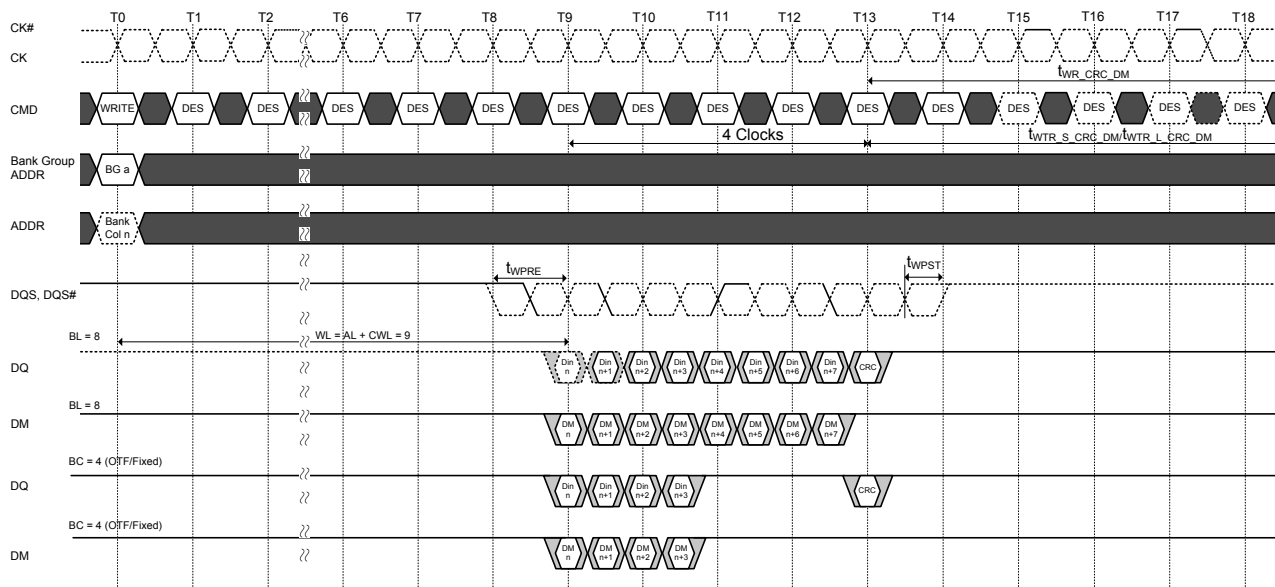 T0 T1 T2 T6 T7 T8 T9 T10 T11 T12 T13 T14 T15 T16 T17 T18
CK#
CK
tWR_CRC_DM
CMD WRITE DES DES DES DES DES DES DES DES DES DES DES DES DES DES DES
4 Clocks tWTR_S_CRC_DM/tWTR_L_CRC_DM
Bank Group
ADDR
BG a
ADDR
Bank
Col n
tWPRE tWPST
DQS, DQS#
BL = 8 WL = AL + CWL = 9
DQ
Din n Din n+1 Din n+2 Din n+3 Din n+4 Din n+5 Din n+6 Din n+7 CRC
BL = 8
DM
DM n DM n+1 DM n+2 DM n+3 DM n+4 DM n+5 DM n+6 DM n+7
BC = 4 (OTF/Fixed)
DQ
Din n Din n+1 Din n+2 Din n+3 CRC
BC = 4 (OTF/Fixed)
DM
DM n DM n+1 DM n+2 DM n+3